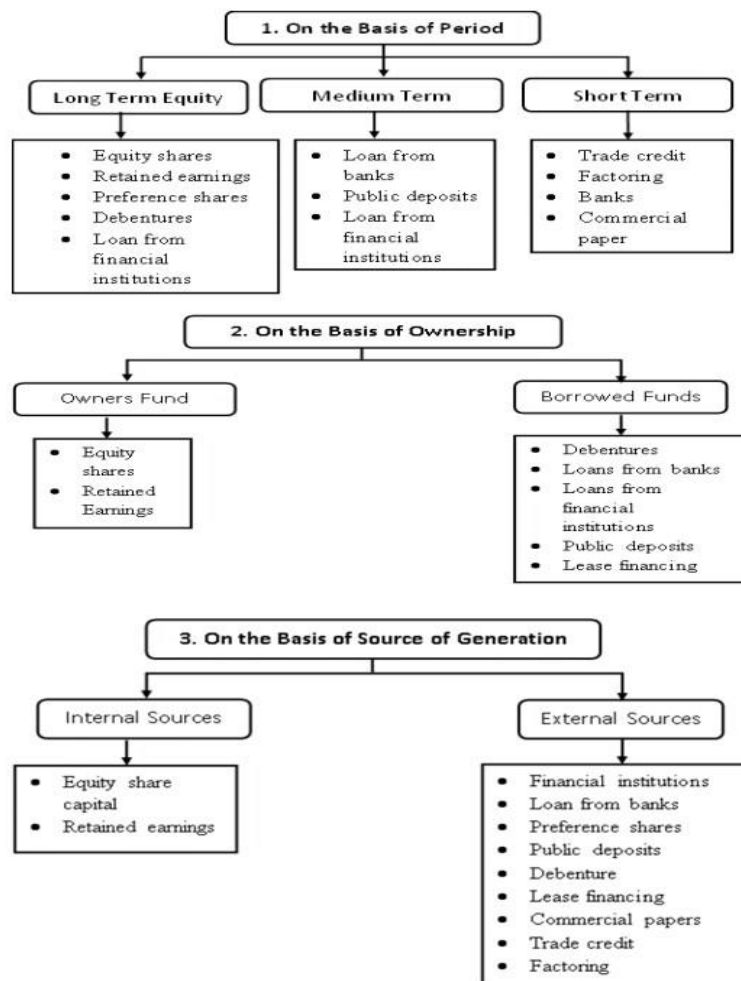 1. On the Basis of Period
Long Term Equity
Medium Term
Short Term
• Equity shares
• Retained earnings
• Preference shares
• Debentures
• Loan from
financial
institutions
• Loan from
banks
• Public deposits
• Loan from
financial
institutions
• Trade credit
• Factoring
• Banks
• Commercial
paper
2. On the Basis of Ownership
Owners Fund
Borrowed Funds
• Equity
shares
• Retained
Earnings
• Debentures
• Loans from banks
• Loans from
financial
institutions
• Public deposits
• Lease financing
3. On the Basis of Source of Generation
Internal Sources
External Sources
• Equity share
capital
• Retained earnings
• Financial institutions
• Loan from banks
• Preference shares
• Public deposits
• Debenture
• Lease financing
• Commercial papers
• Trade credit
• Factoring